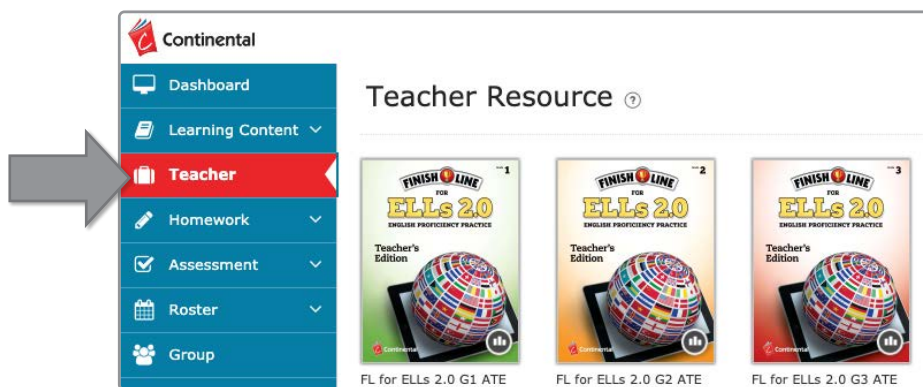 Continental
Dashboard
Learning Content
Teacher
Homework
Assessment
Roster
Group
Teacher Resource ?
FINISH LINE
FOR
ELLs 2.0
ENGLISH PROFICIENCY PRACTICE
Teacher's
Edition
1
Continental
FL for ELLs 2.0 G1 ATE
FINISH LINE
FOR
ELLs 2.0
ENGLISH PROFICIENCY PRACTICE
Teacher's
Edition
2
Continental
FL for ELLs 2.0 G2 ATE
FINISH LINE
FOR
ELLs 2.0
ENGLISH PROFICIENCY PRACTICE
Teacher's
Edition
3
Continental
FL for ELLs 2.0 G3 ATE